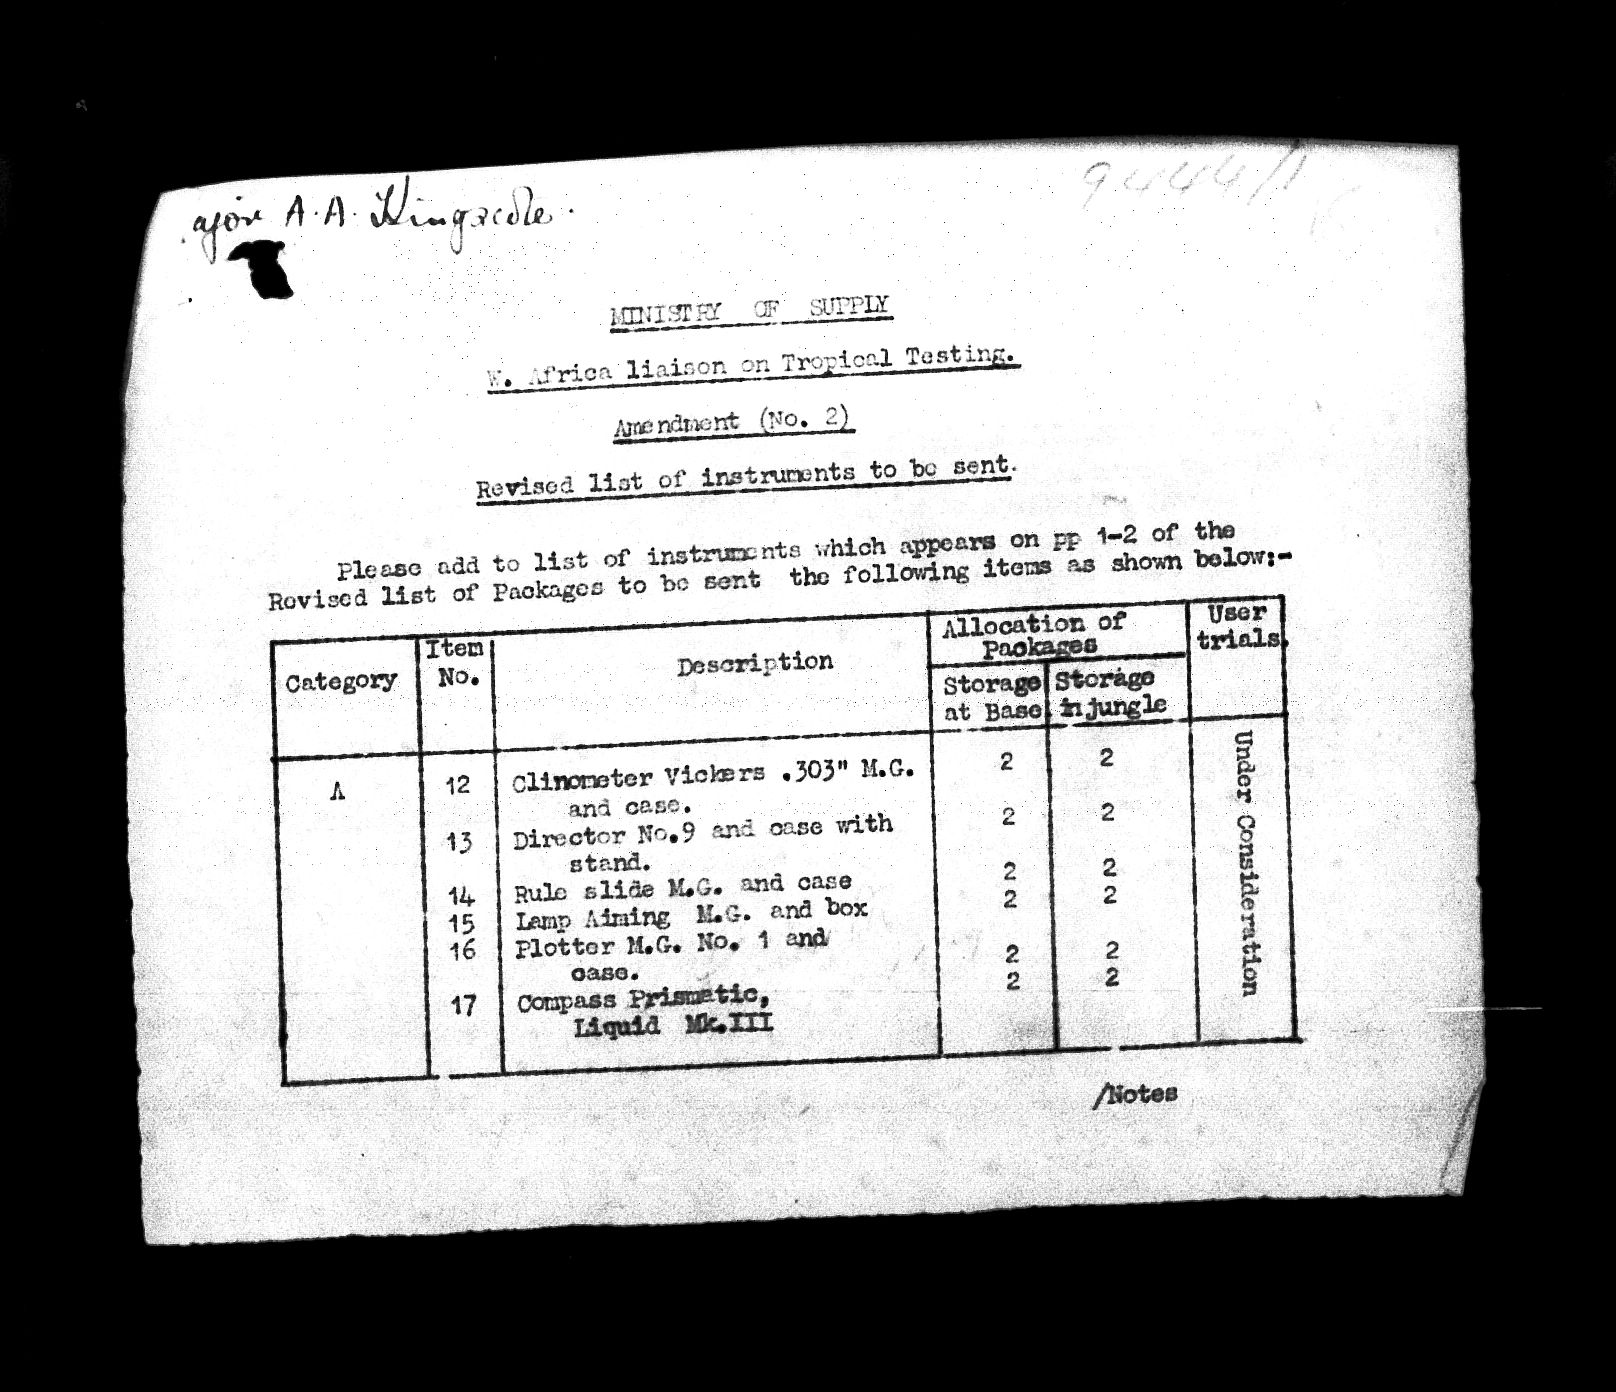 ajor A.A. Kingscote.
9444/1
MINISTRY OF SUPPLY
W. Africa liaison on Tropical Testing.
Amendment (No. 2)
Revised list of instruments to be sent.
Please add to list of instruments which appears on pp 1-2 of the
Revised list of Packages to be sent the following items as shown below:-
Category Item No. Description Allocation of Packages User trials.
Storage at Base Storage in jungle
A 12 Clinometer Vickers .303" M.G. 2 2
and case.
13 Director No.9 and case with 2 2
stand.
14 Rule slide M.G. and case 2 2
15 Lamp Aiming M.G. and box 2 2
16 Plotter M.G. No. 1 and 2 2
case.
17 Compass Prismatic, 2 2
Liquid Mk.III
Under Consideration
/Notes